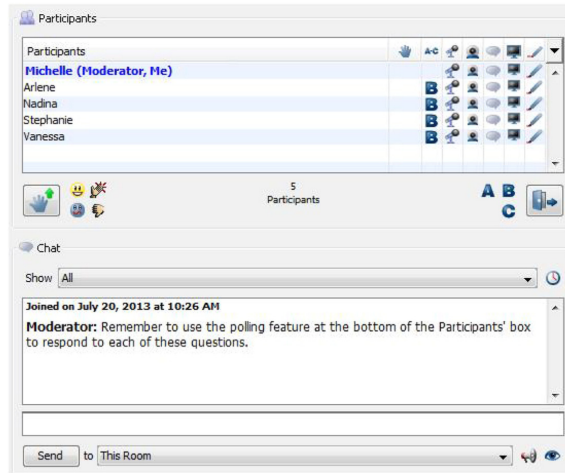 Participants
Participants A-C
Michelle (Moderator, Me)
Arlene B
Nadina B
Stephanie B
Vanessa B
5
Participants
A B
C
Chat
Show All
Joined on July 20, 2013 at 10:26 AM
Moderator: Remember to use the polling feature at the bottom of the Participants' box
to respond to each of these questions.
Send to This Room